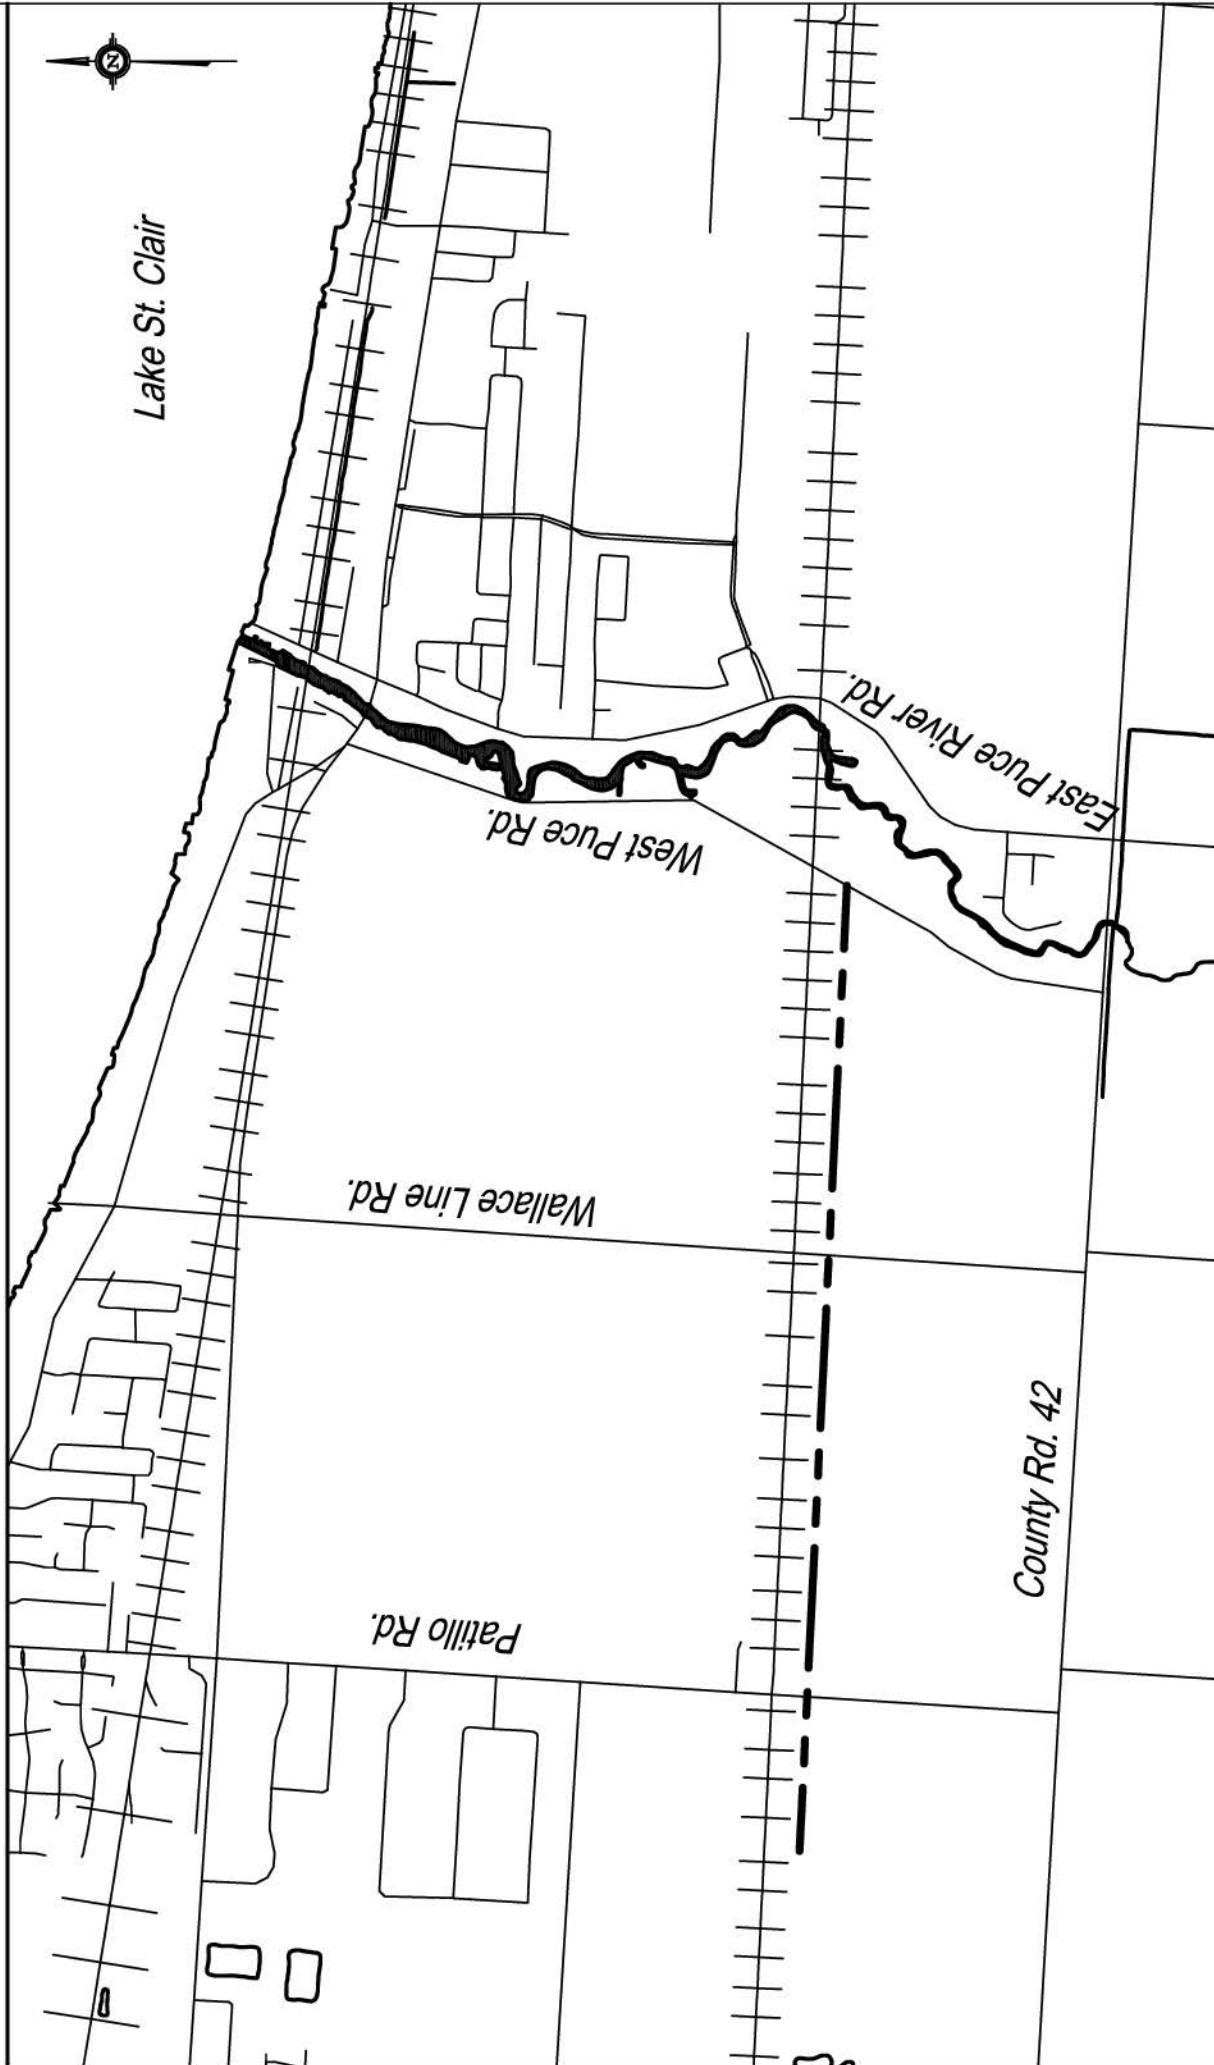 N
Lake St. Clair
East Puce River Rd.
West Puce Rd.
Wallace Line Rd.
County Rd. 42
Patillo Rd.